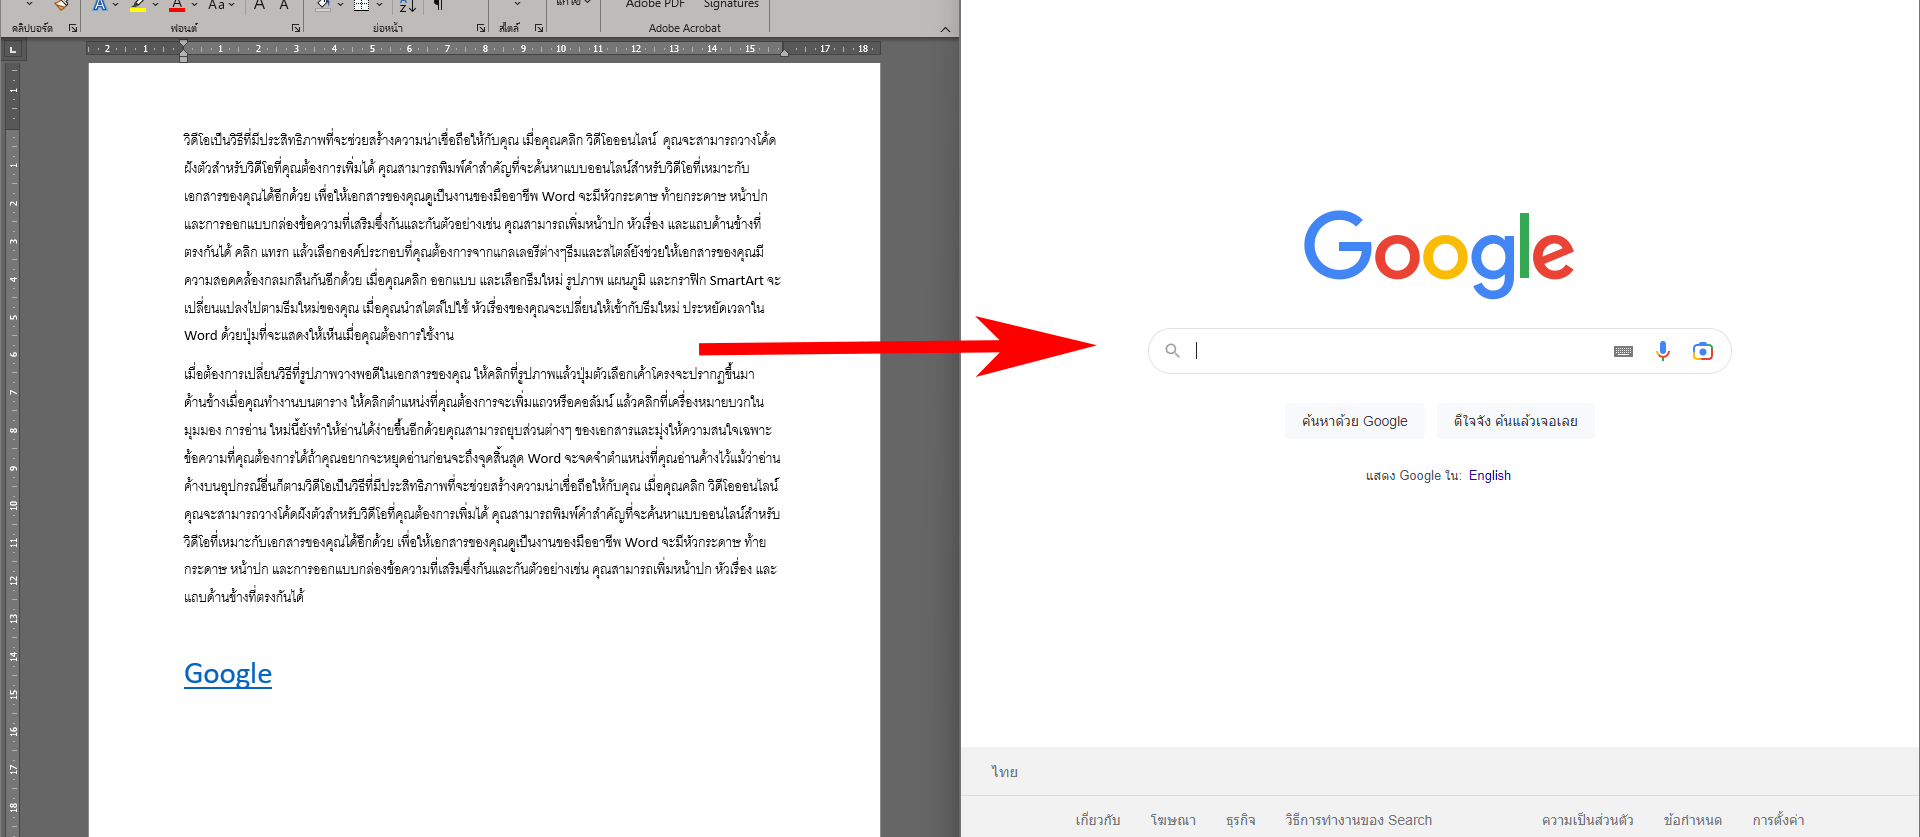 Aa A A
แก้ไข
Adobe PDF Signatures
คลิปบอร์ด ฟอนต์ ย่อหน้า สไตล์ Adobe Acrobat
2 1 1 2 3 4 5 6 7 8 9 10 11 12 13 14 15 17 18
1 1 2 3 4 5 6 7 8 9 10 11 12 13 14 15 16 17 18
วิดีโอเป็นวิธีที่มีประสิทธิภาพที่จะช่วยสร้างความน่าเชื่อถือให้กับคุณ เมื่อคุณคลิก วิดีโอออนไลน์ คุณจะสามารถวางโค้ด
ฝังตัวสำหรับวิดีโอที่คุณต้องการเพิ่มได้ คุณสามารถพิมพ์คำสำคัญที่จะค้นหาแบบออนไลน์สำหรับวิดีโอที่เหมาะกับ
เอกสารของคุณได้อีกด้วย เพื่อให้เอกสารของคุณดูเป็นงานของมืออาชีพ Word จะมีหัวกระดาษ ท้ายกระดาษ หน้าปก
และการออกแบบกล่องข้อความที่เสริมซึ่งกันและกันตัวอย่างเช่น คุณสามารถเพิ่มหน้าปก หัวเรื่อง และแถบด้านข้างที่
ตรงกันได้ คลิก แทรก แล้วเลือกองค์ประกอบที่คุณต้องการจากแกลเลอรีต่างๆธีมและสไตล์ยังช่วยให้เอกสารของคุณมี
ความสอดคล้องกลมกลืนกันอีกด้วย เมื่อคุณคลิก ออกแบบ และเลือกธีมใหม่ รูปภาพ แผนภูมิ และกราฟิก SmartArt จะ
เปลี่ยนแปลงไปตามธีมใหม่ของคุณ เมื่อคุณนำสไตล์ไปใช้ หัวเรื่องของคุณจะเปลี่ยนให้เข้ากับธีมใหม่ ประหยัดเวลาใน
Word ด้วยปุ่มที่จะแสดงให้เห็นเมื่อคุณต้องการใช้งาน
เมื่อต้องการเปลี่ยนวิธีที่รูปภาพวางพอดีในเอกสารของคุณ ให้คลิกที่รูปภาพแล้วปุ่มตัวเลือกเค้าโครงจะปรากฏขึ้นมา
ด้านข้างเมื่อคุณทำงานบนตาราง ให้คลิกตำแหน่งที่คุณต้องการจะเพิ่มแถวหรือคอลัมน์ แล้วคลิกที่เครื่องหมายบวกใน
มุมมอง การอ่าน ใหม่นี้ยังทำให้อ่านได้ง่ายขึ้นอีกด้วยคุณสามารถยุบส่วนต่างๆ ของเอกสารและมุ่งให้ความสนใจเฉพาะ
ข้อความที่คุณต้องการได้ถ้าคุณอยากจะหยุดอ่านก่อนจะถึงจุดสิ้นสุด Word จะจดจำตำแหน่งที่คุณอ่านค้างไว้แม้ว่าอ่าน
ค้างบนอุปกรณ์อื่นก็ตามวิดีโอเป็นวิธีที่มีประสิทธิภาพที่จะช่วยสร้างความน่าเชื่อถือให้กับคุณ เมื่อคุณคลิก วิดีโอออนไลน์
คุณจะสามารถวางโค้ดฝังตัวสำหรับวิดีโอที่คุณต้องการเพิ่มได้ คุณสามารถพิมพ์คำสำคัญที่จะค้นหาแบบออนไลน์สำหรับ
วิดีโอที่เหมาะกับเอกสารของคุณได้อีกด้วย เพื่อให้เอกสารของคุณดูเป็นงานของมืออาชีพ Word จะมีหัวกระดาษ ท้าย
กระดาษ หน้าปก และการออกแบบกล่องข้อความที่เสริมซึ่งกันและกันตัวอย่างเช่น คุณสามารถเพิ่มหน้าปก หัวเรื่อง และ
แถบด้านข้างที่ตรงกันได้
Google
Google
ค้นหาด้วย Google ดีใจจัง ค้นแล้วเจอเลย
แสดง Google ใน: English
ไทย
เกี่ยวกับ โฆษณา ธุรกิจ วิธีการทำงานของ Search ความเป็นส่วนตัว ข้อกำหนด การตั้งค่า